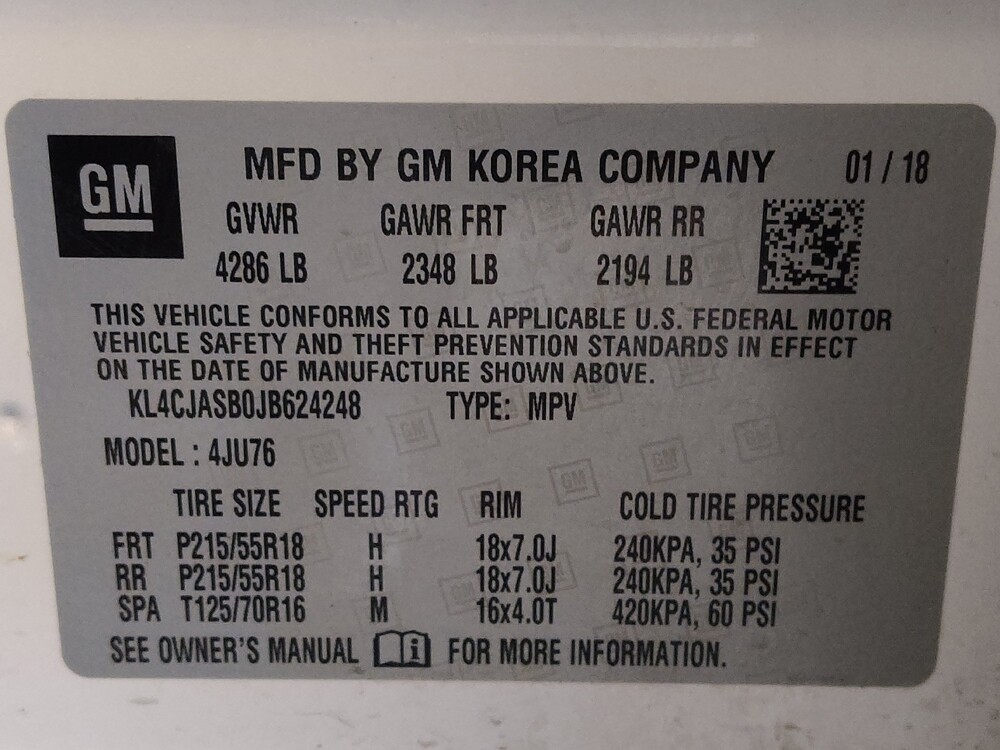 GM
MFD BY GM KOREA COMPANY 01 / 18
GVWR GAWR FRT GAWR RR
4286 LB 2348 LB 2194 LB
THIS VEHICLE CONFORMS TO ALL APPLICABLE U.S. FEDERAL MOTOR
VEHICLE SAFETY AND THEFT PREVENTION STANDARDS IN EFFECT
ON THE DATE OF MANUFACTURE SHOWN ABOVE.
KL4CJASB0JB624248 TYPE: MPV
MODEL : 4JU76
TIRE SIZE SPEED RTG RIM COLD TIRE PRESSURE
FRT P215/55R18 H 18x7.0J 240KPA, 35 PSI
RR P215/55R18 H 18x7.0J 240KPA, 35 PSI
SPA T125/70R16 M 16x4.0T 420KPA, 60 PSI
SEE OWNER'S MANUAL i FOR MORE INFORMATION.